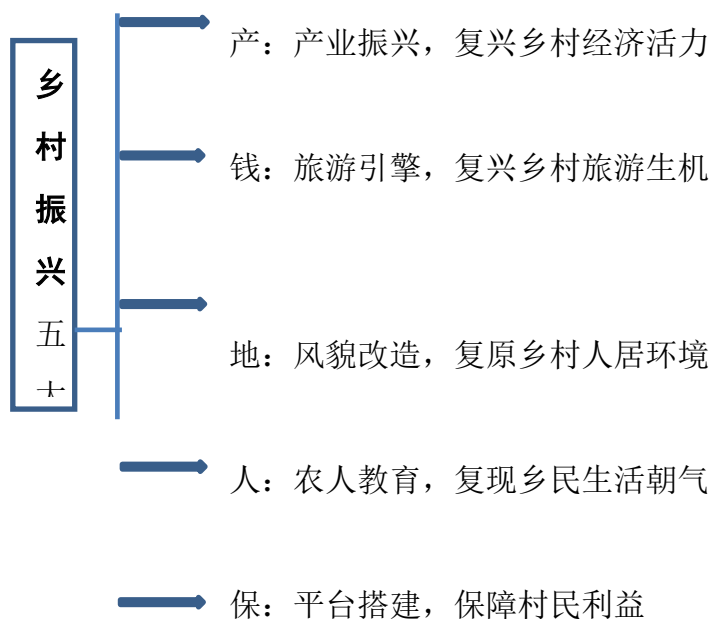 乡村振兴五
产：产业振兴，复兴乡村经济活力
钱：旅游引擎，复兴乡村旅游生机
地：风貌改造，复原乡村人居环境
人：农人教育，复现乡民生活朝气
保：平台搭建，保障村民利益